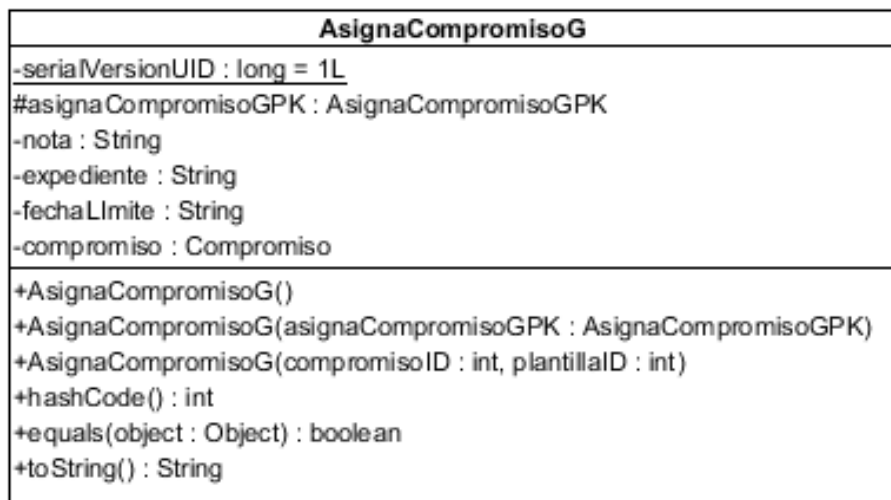 AsignaCompromisoG
-serialVersionUID : long = 1L
#asignaCompromisoGPK : AsignaCompromisoGPK
-nota : String
-expediente : String
-fechaLImite : String
-compromiso : Compromiso
+AsignaCompromisoG()
+AsignaCompromisoG(asignaCompromisoGPK : AsignaCompromisoGPK)
+AsignaCompromisoG(compromisoID : int, plantillaID : int)
+hashCode() : int
+equals(object : Object) : boolean
+toString() : String